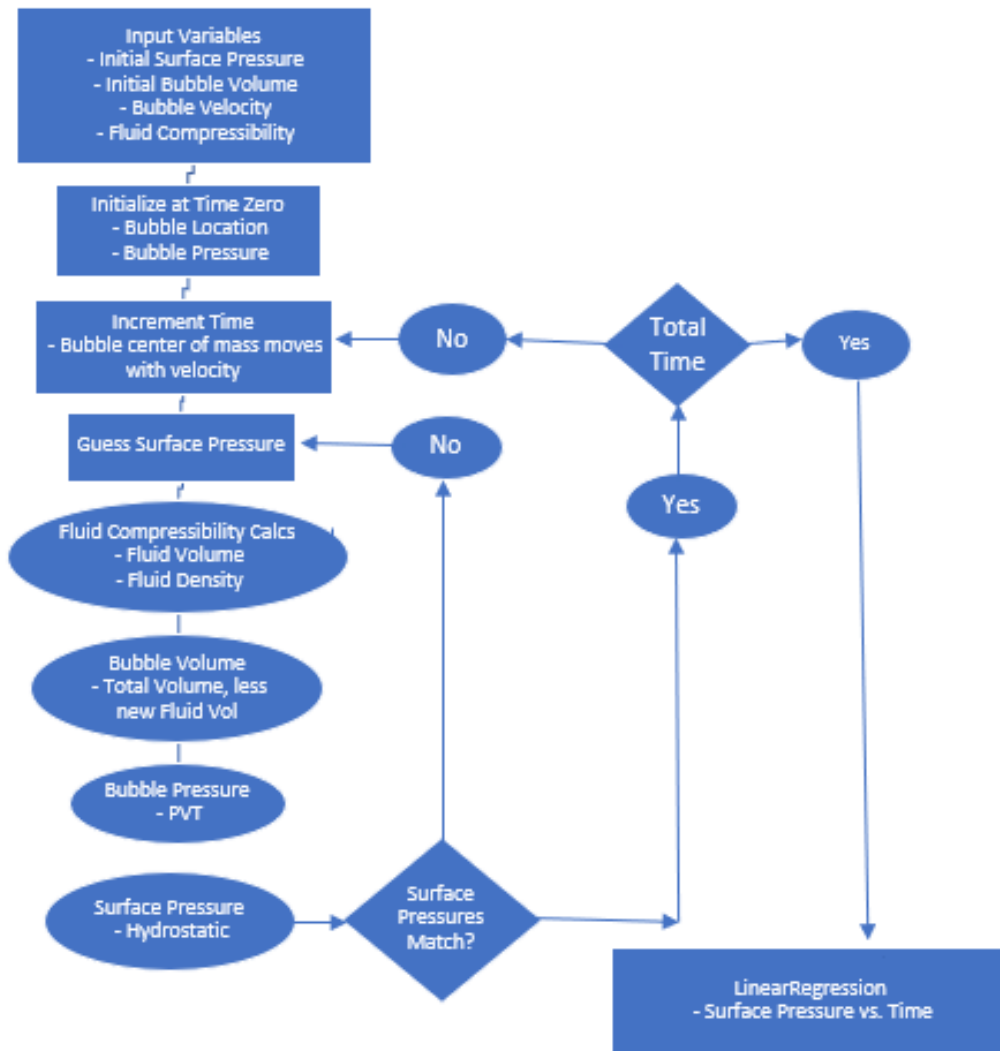 Input Variables
- Initial Surface Pressure
- Initial Bubble Volume
- Bubble Velocity
- Fluid Compressibility
Initialize at Time Zero
- Bubble Location
- Bubble Pressure
Increment Time
- Bubble center of mass moves
with velocity
No
Total
Time
Yes
Guess Surface Pressure
No
Yes
Fluid Compressibility Calcs
- Fluid Volume
- Fluid Density
Bubble Volume
- Total Volume, less
new Fluid Vol
Bubble Pressure
- PVT
Surface Pressure
- Hydrostatic
Surface
Pressures
Match?
LinearRegression
- Surface Pressure vs. Time